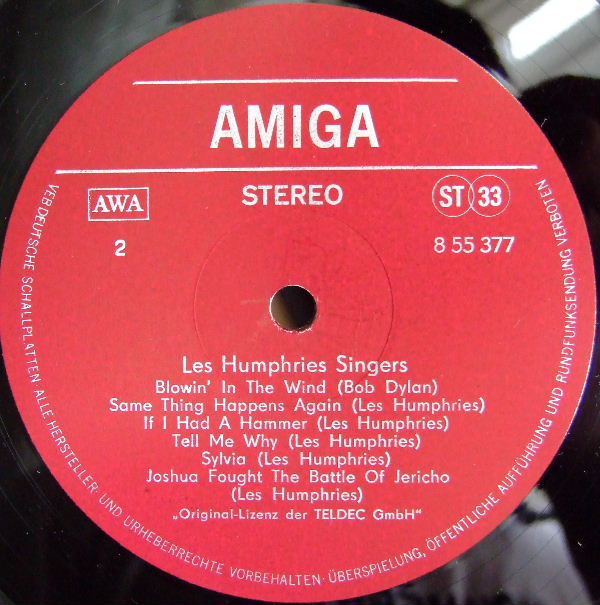 AMIGA
AWA
STEREO
ST 33
2
8 55 377
Les Humphries Singers
Blowin' In The Wind (Bob Dylan)
Same Thing Happens Again (Les Humphries)
If I Had A Hammer (Les Humphries)
Tell Me Why (Les Humphries)
Sylvia (Les Humphries)
Joshua Fought The Battle Of Jericho
(Les Humphries)
„Original-Lizenz der TELDEC GmbH“
VEB DEUTSCHE SCHALLPLATTEN · ALLE HERSTELLER- UND URHEBERRECHTE VORBEHALTEN · ÜBERSPIELUNG, ÖFFENTLICHE AUFFÜHRUNG UND RUNDFUNKSENDUNG VERBOTEN